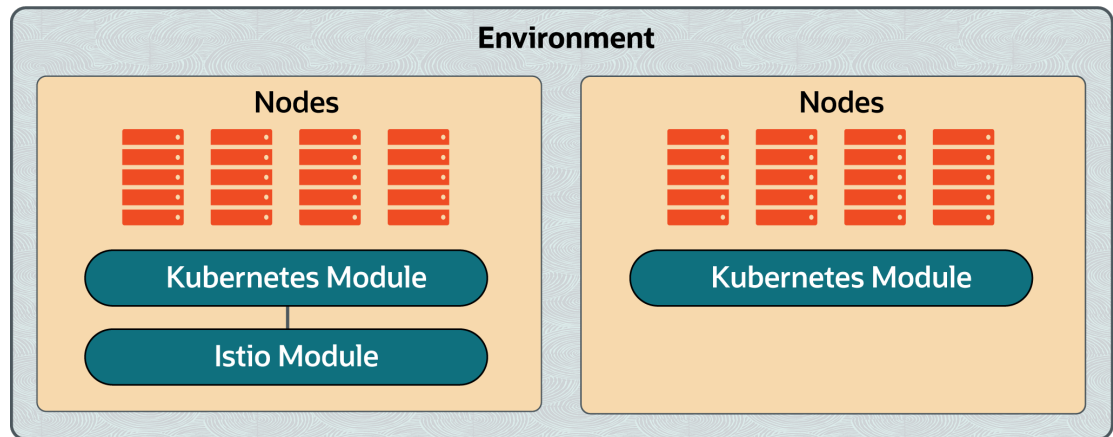 Environment
Nodes
Kubernetes Module
Istio Module
Nodes
Kubernetes Module